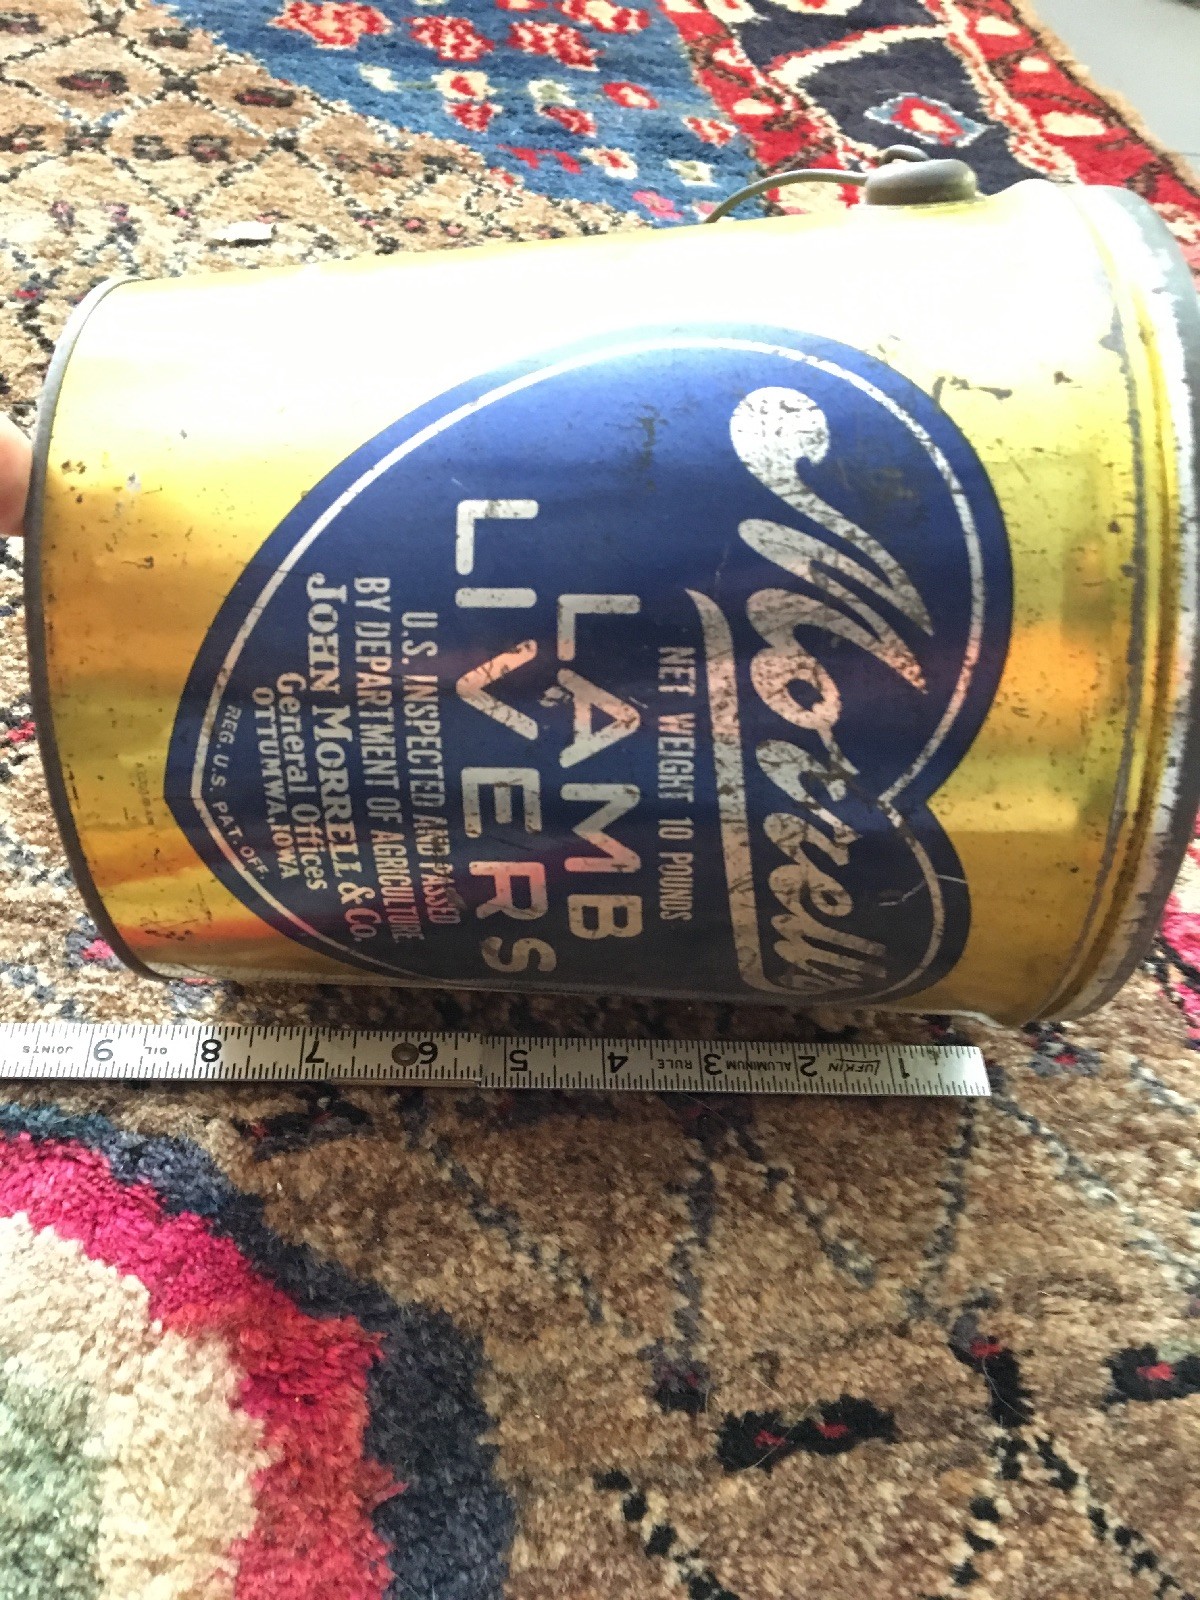 Morrell's
NET WEIGHT 10 POUNDS
LAMB
LIVERS
U.S. INSPECTED AND PASSED
BY DEPARTMENT OF AGRICULTURE
JOHN MORRELL & CO.
General Offices
OTTUMWA, IOWA
REG. U.S. PAT. OFF.
1 LUFKIN 2 ALUMINUM 3 RULE 4 5 6 7 8 OIL 9 JOINTS